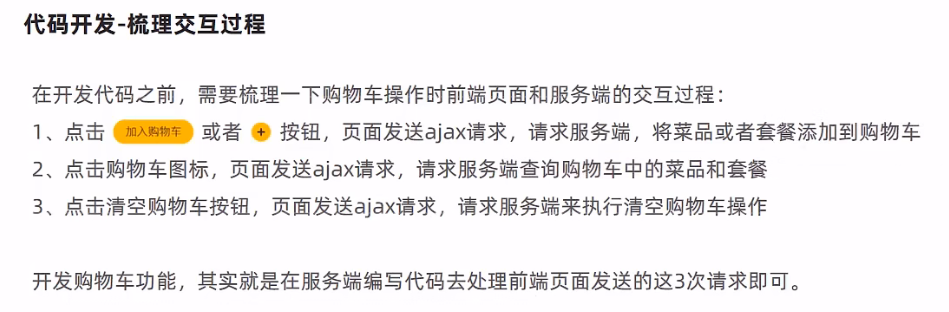 代码开发-梳理交互过程
在开发代码之前，需要梳理一下购物车操作时前端页面和服务端的交互过程：
1、点击 加入购物车 或者 + 按钮，页面发送ajax请求，请求服务端，将菜品或者套餐添加到购物车
2、点击购物车图标，页面发送ajax请求，请求服务端查询购物车中的菜品和套餐
3、点击清空购物车按钮，页面发送ajax请求，请求服务端来执行清空购物车操作
开发购物车功能，其实就是在服务端编写代码去处理前端页面发送的这3次请求即可。